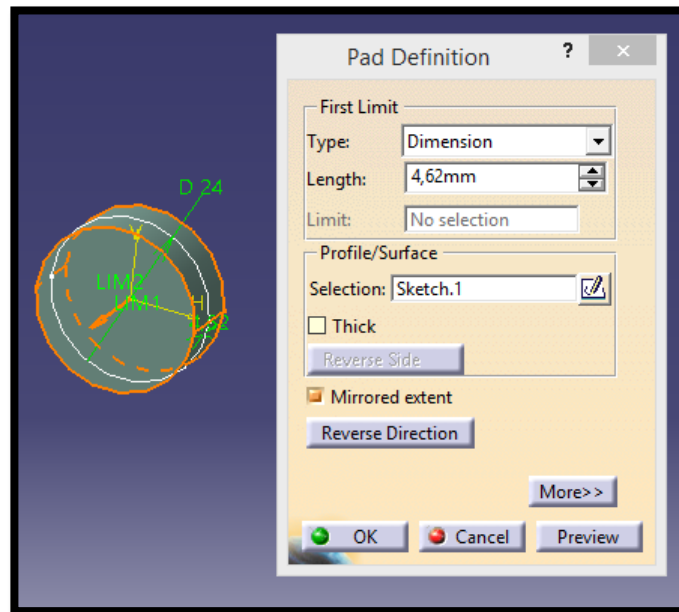 Pad Definition
?
×
First Limit
Type: Dimension
Length: 4,62mm
Limit: No selection
Profile/Surface
Selection: Sketch.1
Thick
Reverse Side
Mirrored extent
Reverse Direction
More>>
OK Cancel Preview
D 24
V
LIM2
LIM1
H